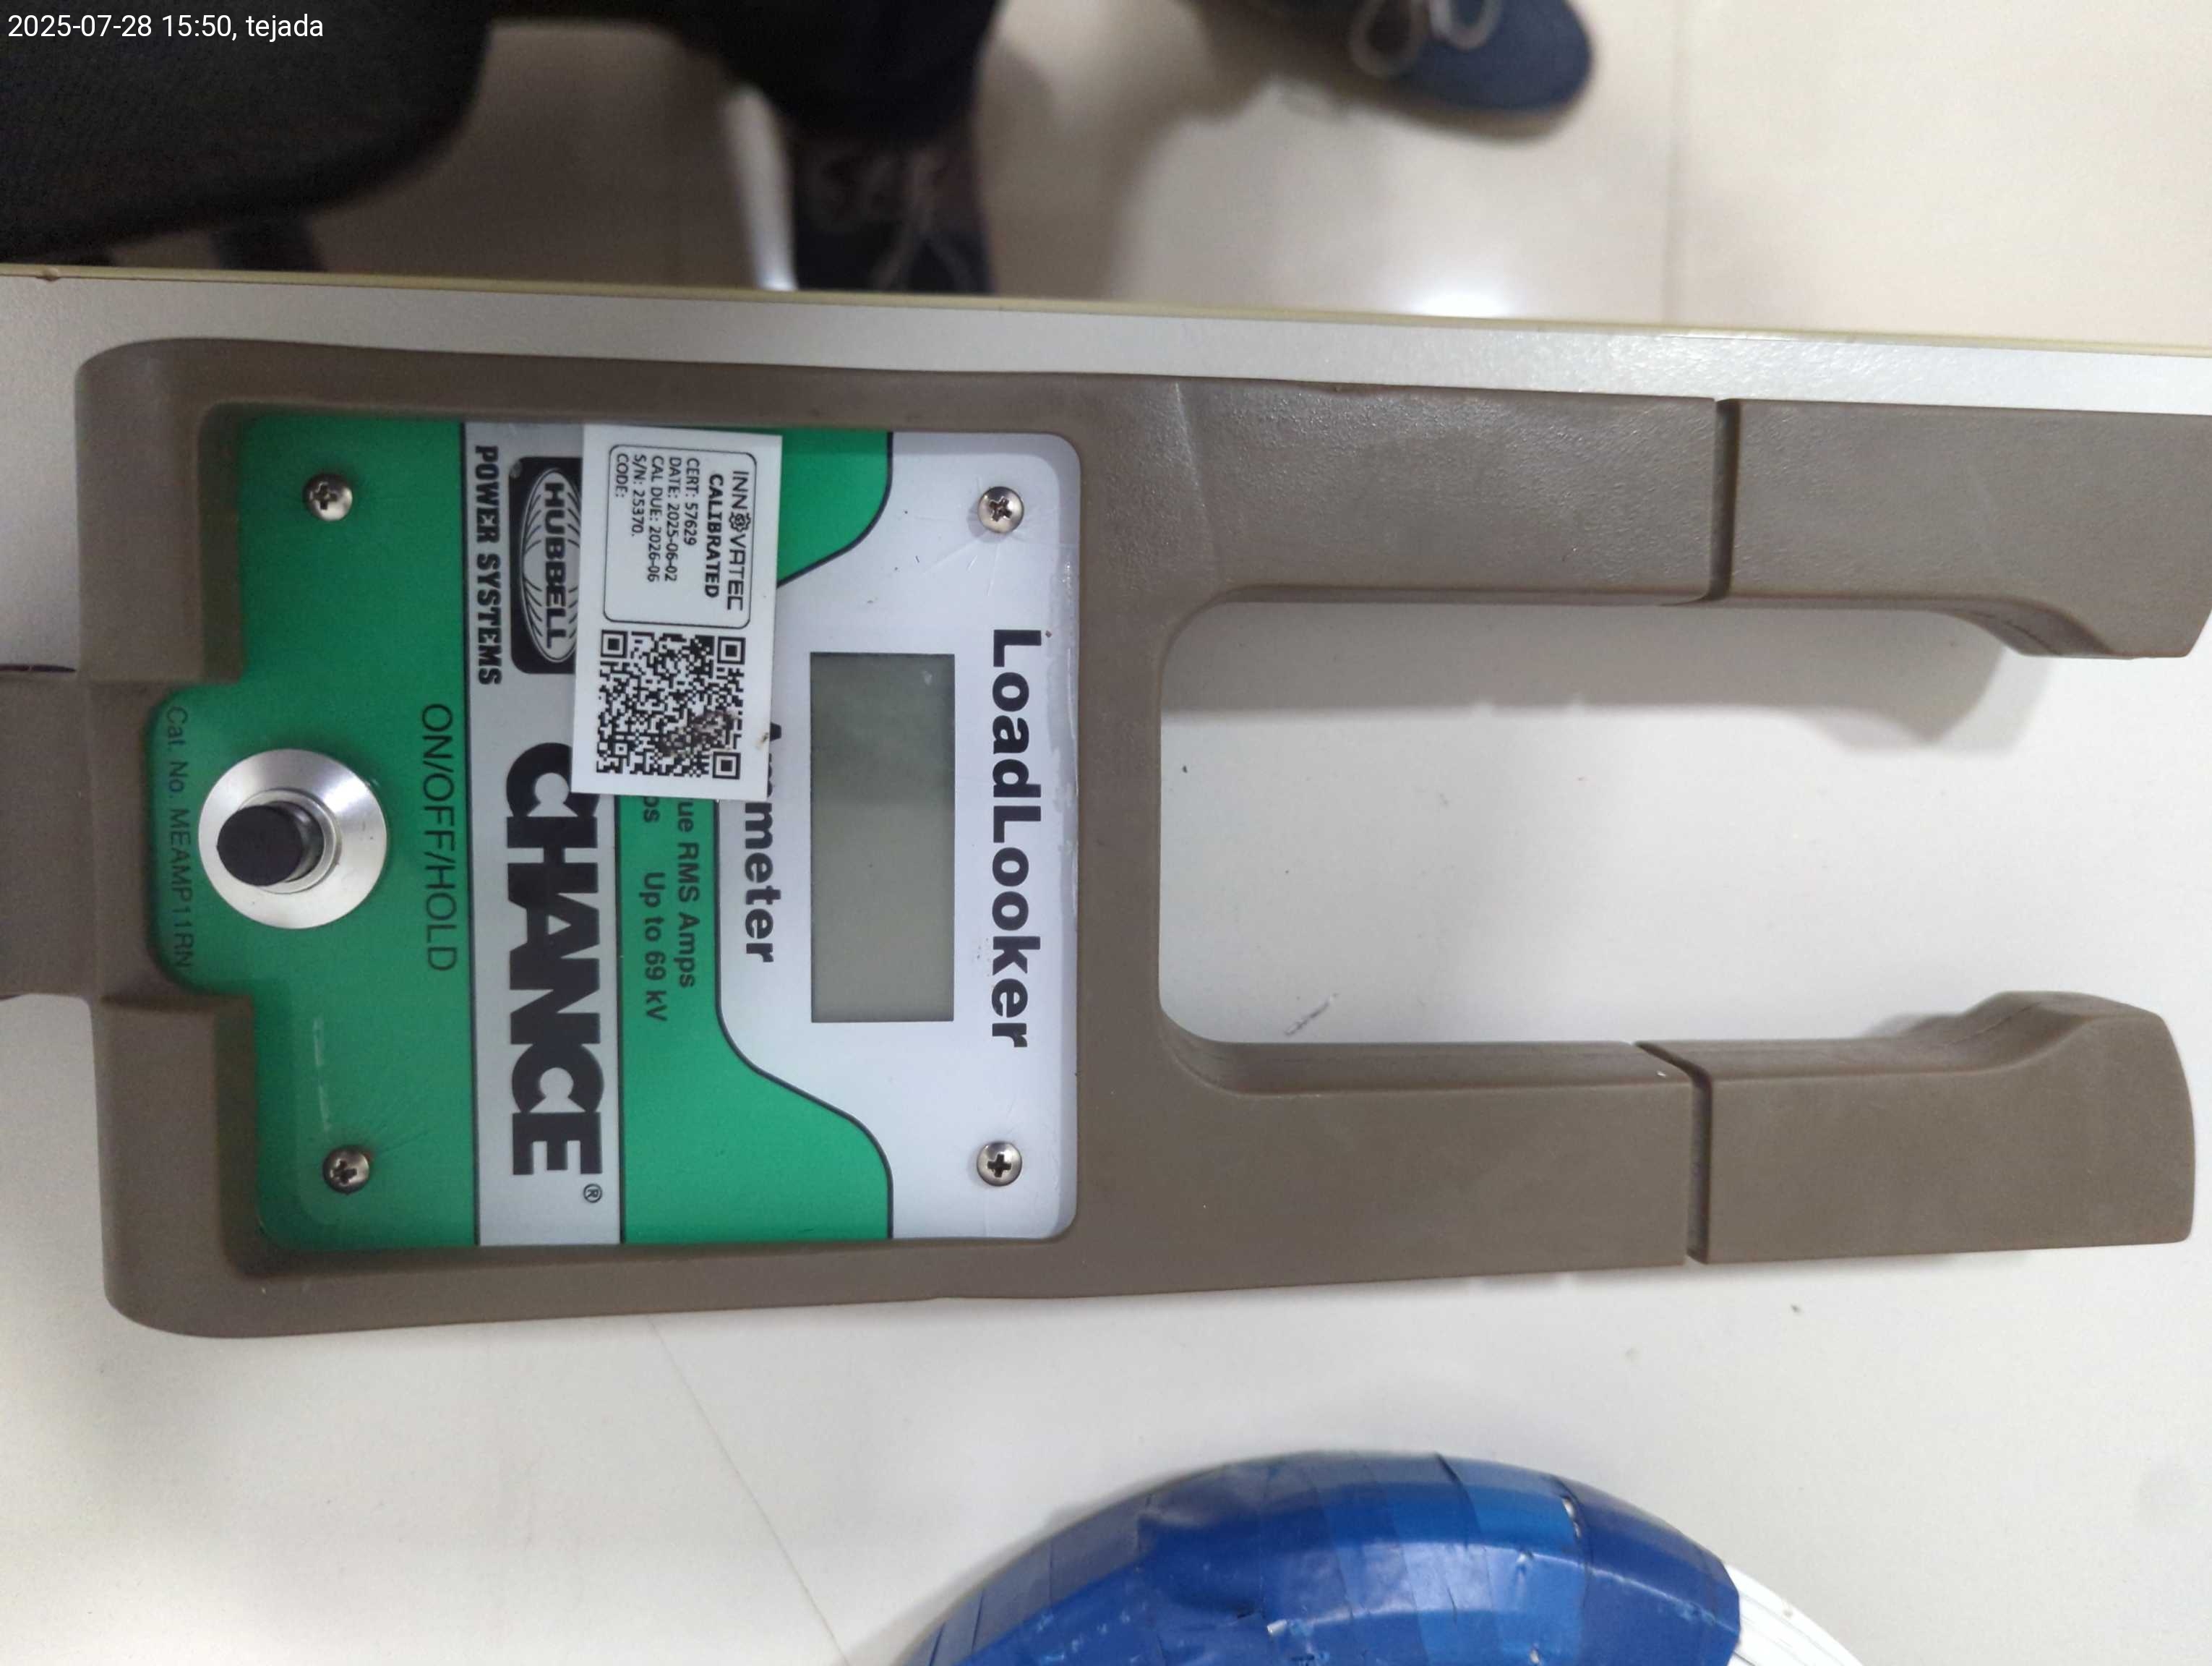 2025-07-28 15:50, tejada
LoadLooker
Ammeter
ue RMS Amps
ps Up to 69 kV
INNOVATEC
CALIBRATED
CERT: 57629
DATE: 2025-06-02
CAL DUE: 2026-06
S/N: 25370.
CODE:
HUBBELL
®
POWER SYSTEMS
CHANCE®
ON/OFF/HOLD
Cat. No. MEAMP11RN